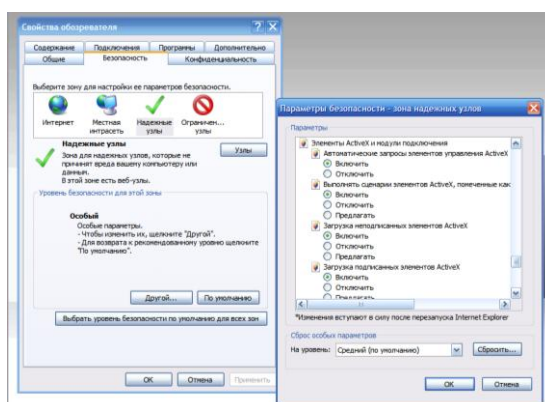 Свойства обозревателя
Содержание Подключения Программы Дополнительно
Общие Безопасность Конфиденциальность
Выберите зону для настройки ее параметров безопасности.
Интернет Местная интрасеть Надежные узлы Ограничен... узлы
Надежные узлы
Зона для надежных узлов, которые не
причинят вреда вашему компьютеру или
данным.
В этой зоне есть веб-узлы.
Узлы
Уровень безопасности для этой зоны
Особый
Особые параметры.
- Чтобы изменить их, щелкните "Другой".
- Для возврата к рекомендованному уровню щелкните
"По умолчанию".
Другой... По умолчанию
Выбрать уровень безопасности по умолчанию для всех зон
ОК Отмена Применить
Параметры безопасности - зона надежных узлов
Параметры
Элементы ActiveX и модули подключения
Автоматические запросы элементов управления ActiveX
Включить
Отключить
Выполнять сценарии элементов ActiveX, помеченные как
Включить
Отключить
Предлагать
Загрузка неподписанных элементов ActiveX
Включить
Отключить
Предлагать
Загрузка подписанных элементов ActiveX
Включить
Отключить
Предлагать
*Изменения вступают в силу после перезапуска Internet Explorer
Сброс особых параметров
На уровень: Средний (по умолчанию) Сбросить...
ОК Отмена